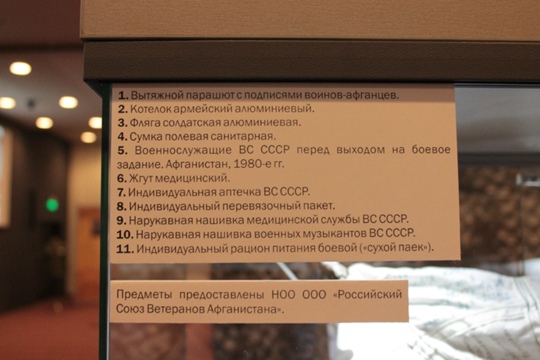 1. Вытяжной парашют с подписями воинов-афганцев.
2. Котелок армейский алюминиевый.
3. Фляга солдатская алюминиевая.
4. Сумка полевая санитарная.
5. Военнослужащие ВС СССР перед выходом на боевое
задание. Афганистан, 1980-е гг.
6. Жгут медицинский.
7. Индивидуальная аптечка ВС СССР.
8. Индивидуальный перевязочный пакет.
9. Нарукавная нашивка медицинской службы ВС СССР.
10. Нарукавная нашивка военных музыкантов ВС СССР.
11. Индивидуальный рацион питания боевой («сухой паек»).
Предметы предоставлены НОО ООО «Российский
Союз Ветеранов Афганистана».